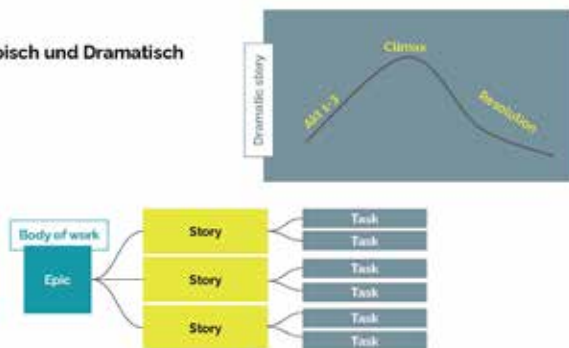 pisch und Dramatisch
Dramatic story
Akt 1-3
Climax
Resolution
Body of work
Epic
Story
Task
Task
Story
Task
Task
Story
Task
Task